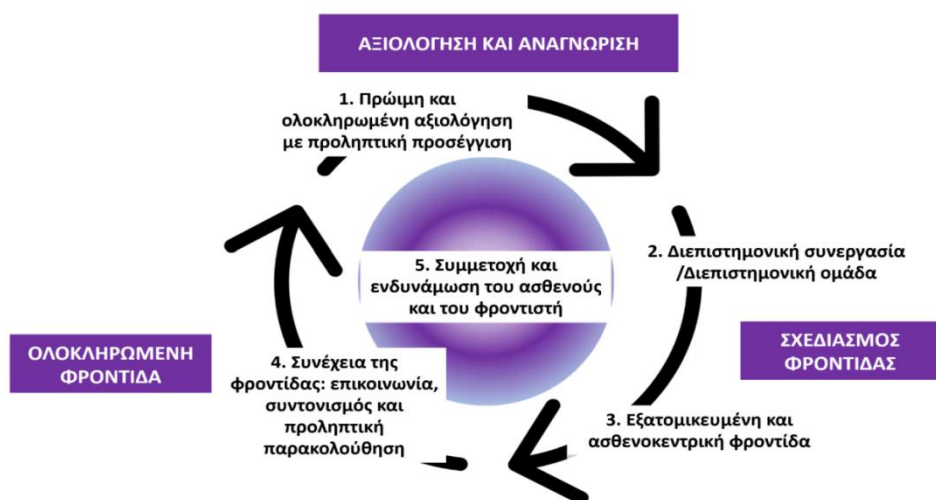 ΑΞΙΟΛΟΓΗΣΗ ΚΑΙ ΑΝΑΓΝΩΡΙΣΗ
1. Πρώιμη και
ολοκληρωμένη αξιολόγηση
με προληπτική προσέγγιση
2. Διεπιστημονική συνεργασία
/Διεπιστημονική ομάδα
ΣΧΕΔΙΑΣΜΟΣ
ΦΡΟΝΤΙΔΑΣ
3. Εξατομικευμένη και
ασθενοκεντρική φροντίδα
4. Συνέχεια της
φροντίδας: επικοινωνία,
συντονισμός και
προληπτική
παρακολούθηση
ΟΛΟΚΛΗΡΩΜΕΝΗ
ΦΡΟΝΤΙΔΑ
5. Συμμετοχή και
ενδυνάμωση του ασθενούς
και του φροντιστή